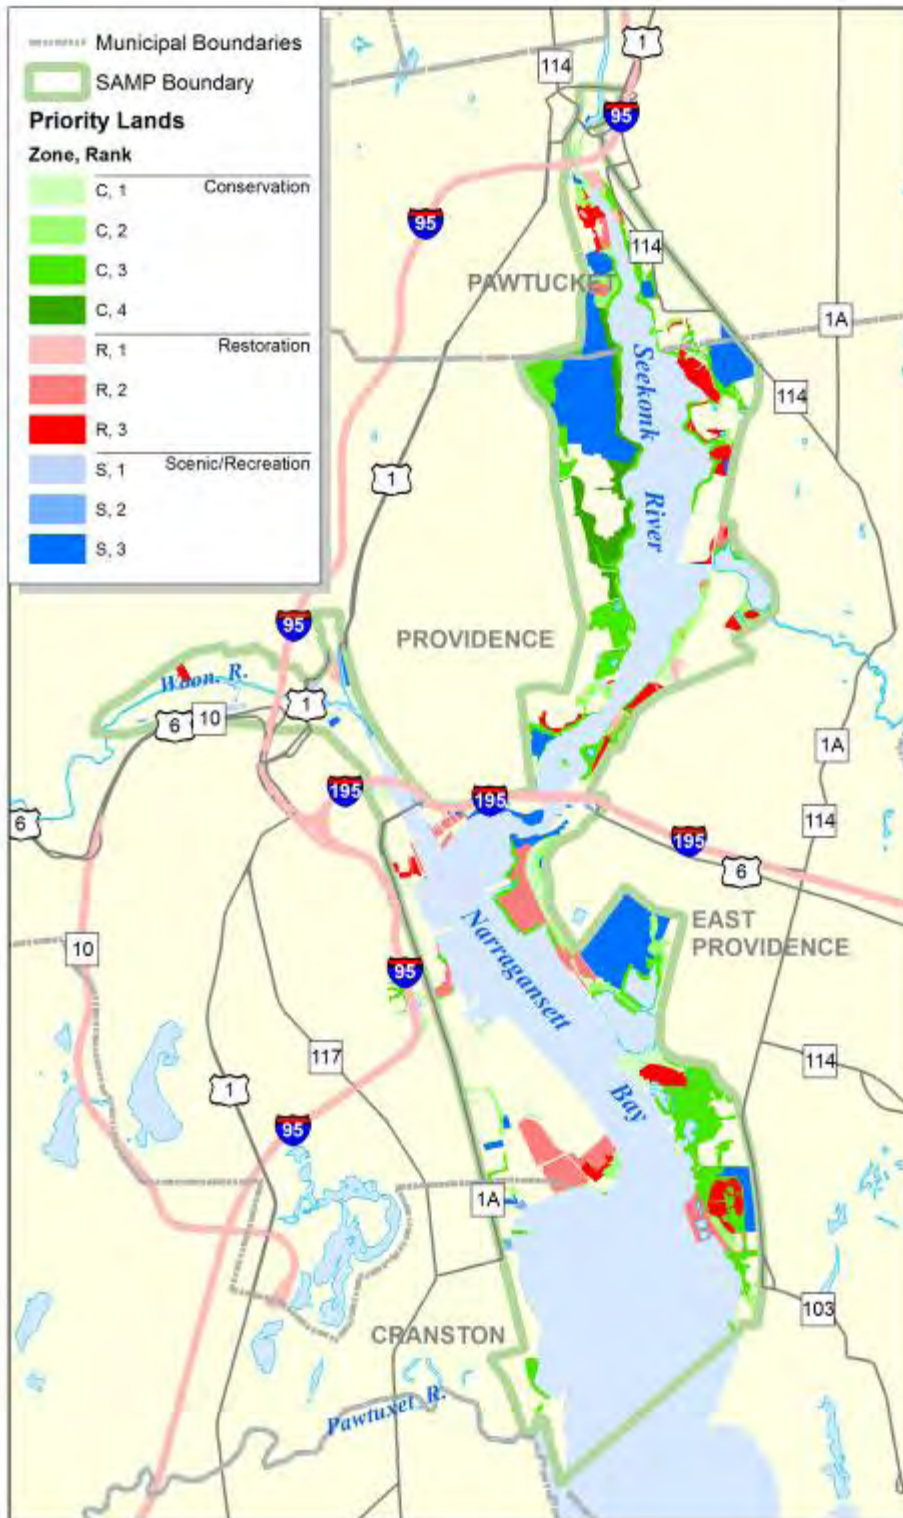 Municipal Boundaries
SAMP Boundary
Priority Lands
Zone, Rank
C, 1 Conservation
C, 2
C, 3
C, 4
R, 1 Restoration
R, 2
R, 3
S, 1 Scenic/Recreation
S, 2
S, 3
1
114
95
95
114
PAWTUCKET
1A
114
Seekonk
River
1
95
PROVIDENCE
Woon. R.
1
10
6
1A
195
195
6
114
195
6
EAST
PROVIDENCE
Narragansett
Bay
10
95
117
114
1
95
1A
103
CRANSTON
Pawtuxet R.